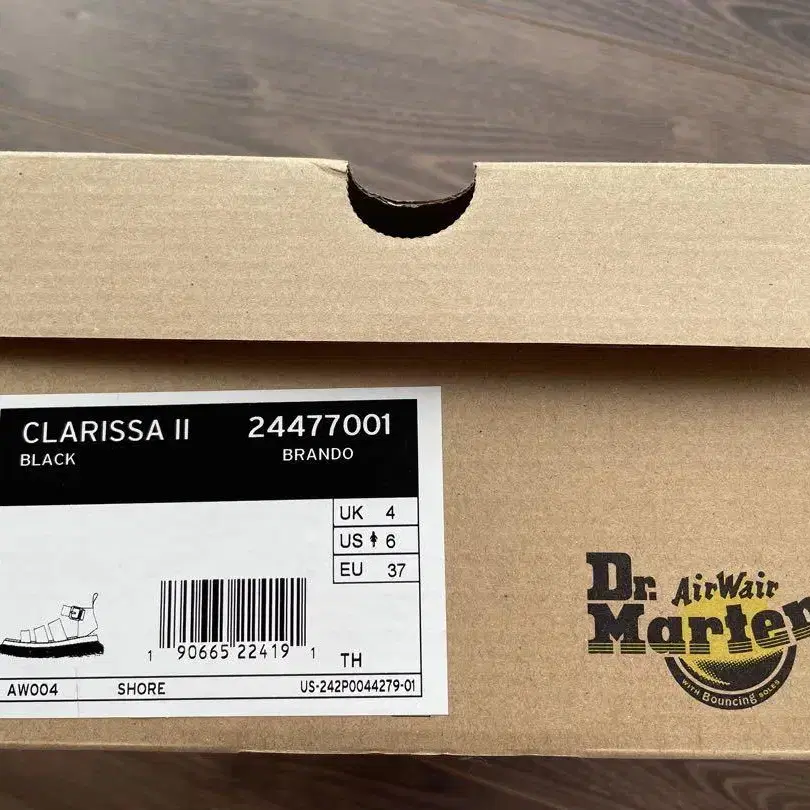 CLARISSA II 24477001
BLACK BRANDO
UK 4
US 6
EU 37
1 90665 22419 1
TH
AW004 SHORE US-242P0044279-01
Dr. AirWair
Marten
WITH Bouncing SOLES